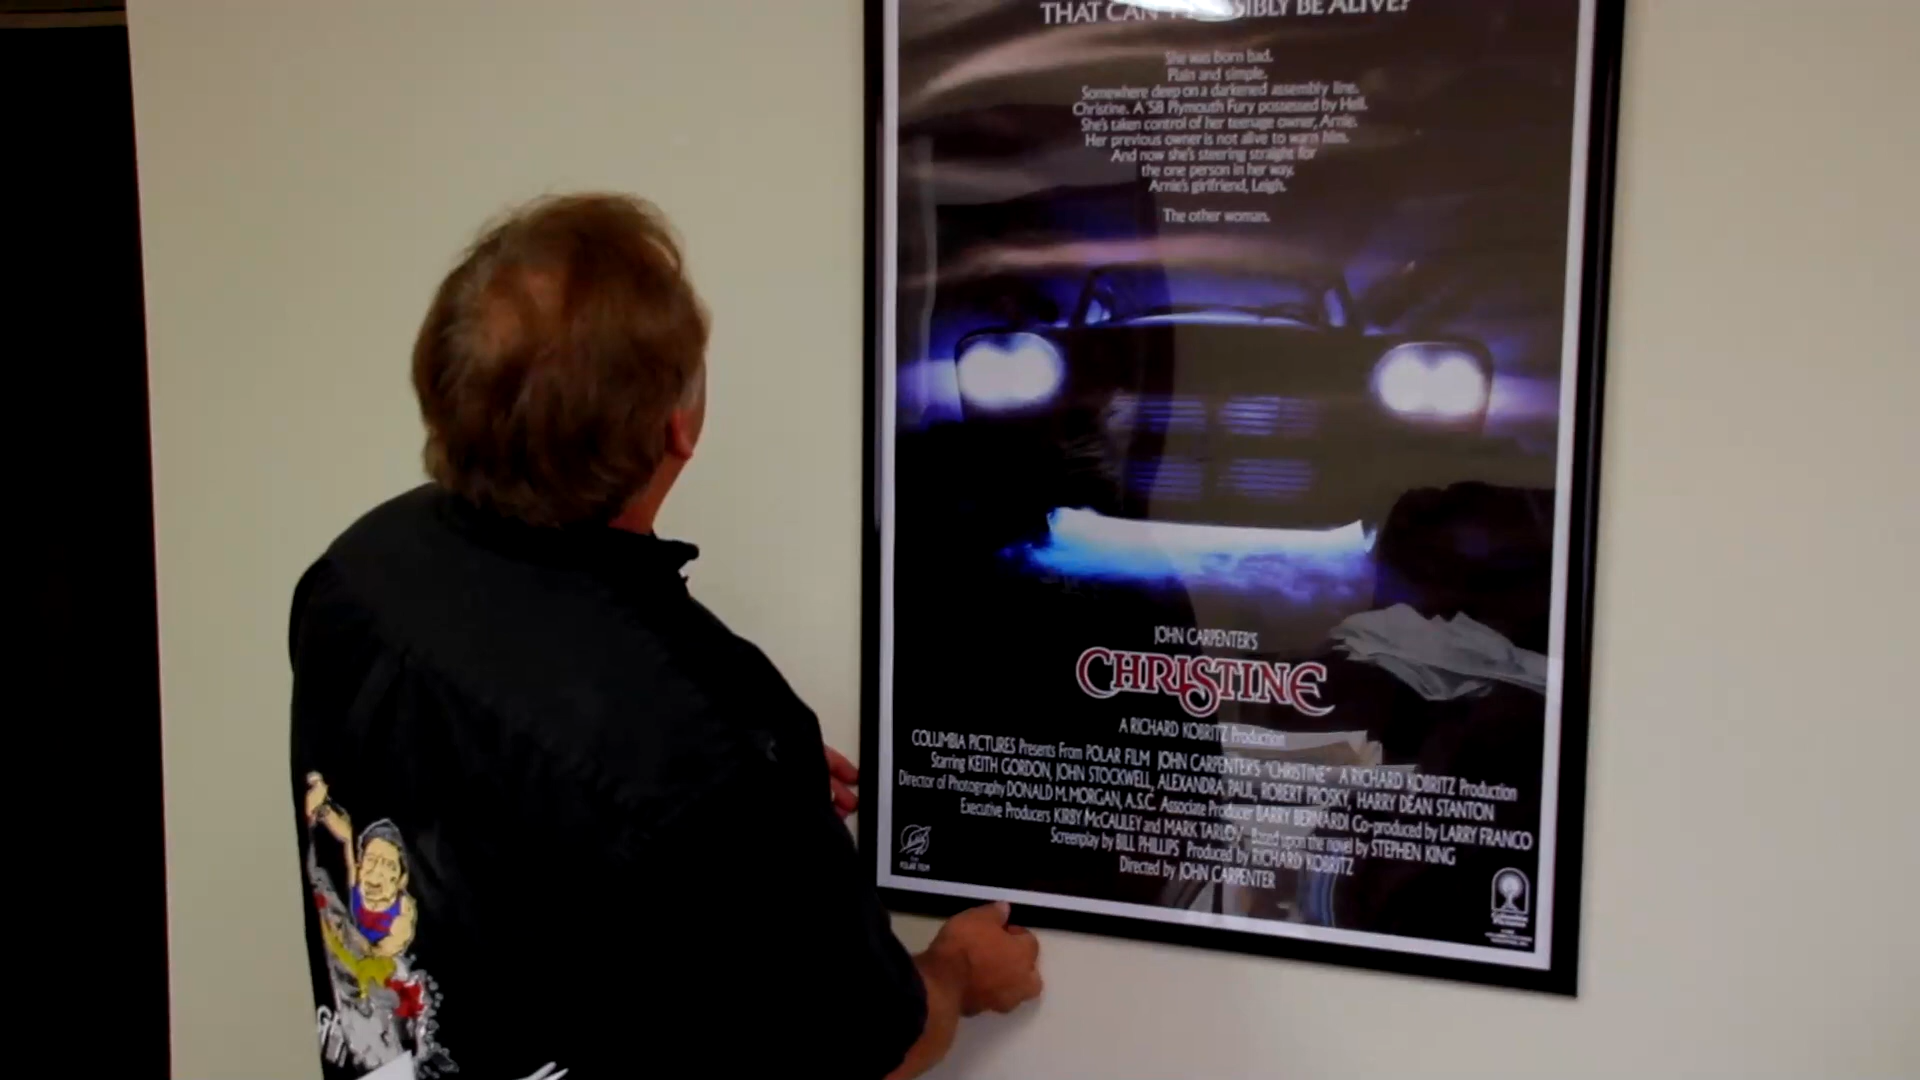 THAT CAN'T POSSIBLY BE ALIVE?
She was born bad.
Plain and simple.
Somewhere deep on a darkened assembly line.
Christine. A '58 Plymouth Fury possessed by Hell.
She's taken control of her teenage owner, Arnie.
Her previous owner is not alive to warn him.
And now she's steering straight for
the one person in her way.
Arnie's girlfriend, Leigh.
The other woman.
JOHN CARPENTER'S
CHRISTINE
A RICHARD KOBRITZ Production
COLUMBIA PICTURES Presents From POLAR FILM JOHN CARPENTER'S "CHRISTINE" A RICHARD KOBRITZ Production
Starring KEITH GORDON, JOHN STOCKWELL, ALEXANDRA PAUL, ROBERT PROSKY, HARRY DEAN STANTON
Director of Photography DONALD M. MORGAN, A.S.C. Associate Producer BARRY BERNARDI Co-produced by LARRY FRANCO
Executive Producers KIRBY McCAULEY and MARK TARLOV Based upon the novel by STEPHEN KING
Screenplay by BILL PHILLIPS Produced by RICHARD KOBRITZ
Directed by JOHN CARPENTER
POLAR FILM
Columbia
Pictures